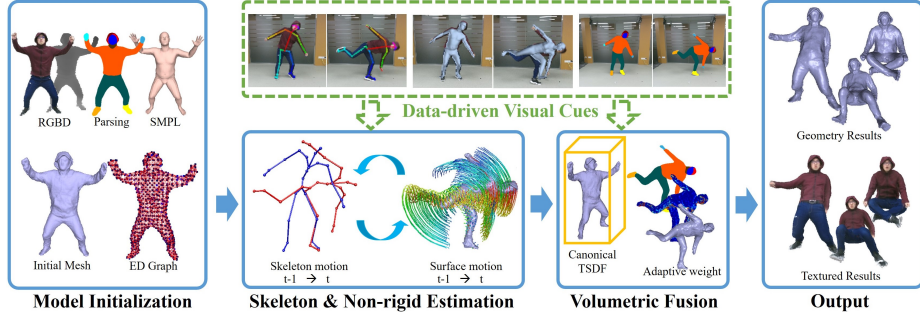 RGBD
Parsing
SMPL
Initial Mesh
ED Graph
Model Initialization
Data-driven Visual Cues
Skeleton motion
t-1 → t
Surface motion
t-1 → t
Skeleton & Non-rigid Estimation
Canonical
TSDF
Adaptive weight
Volumetric Fusion
Geometry Results
Textured Results
Output